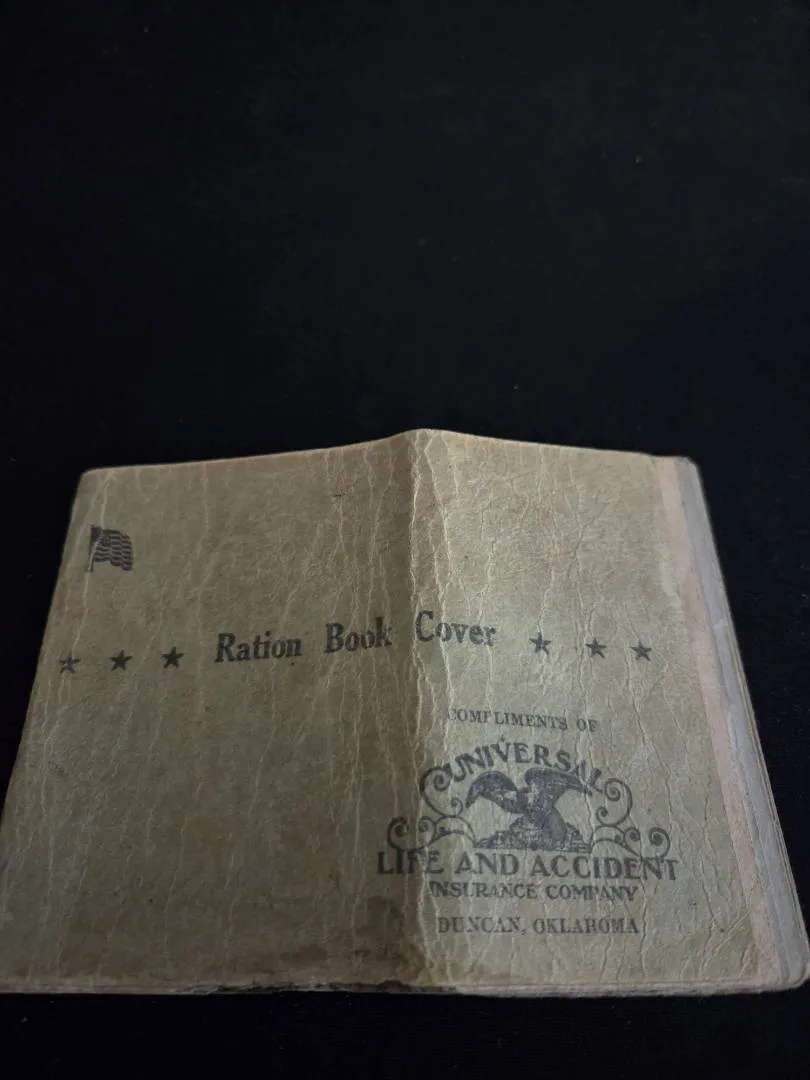 ★ ★ ★ Ration Book Cover ★ ★ ★
COMPLIMENTS OF
UNIVERSAL
LIFE AND ACCIDENT
INSURANCE COMPANY
DUNCAN, OKLAHOMA